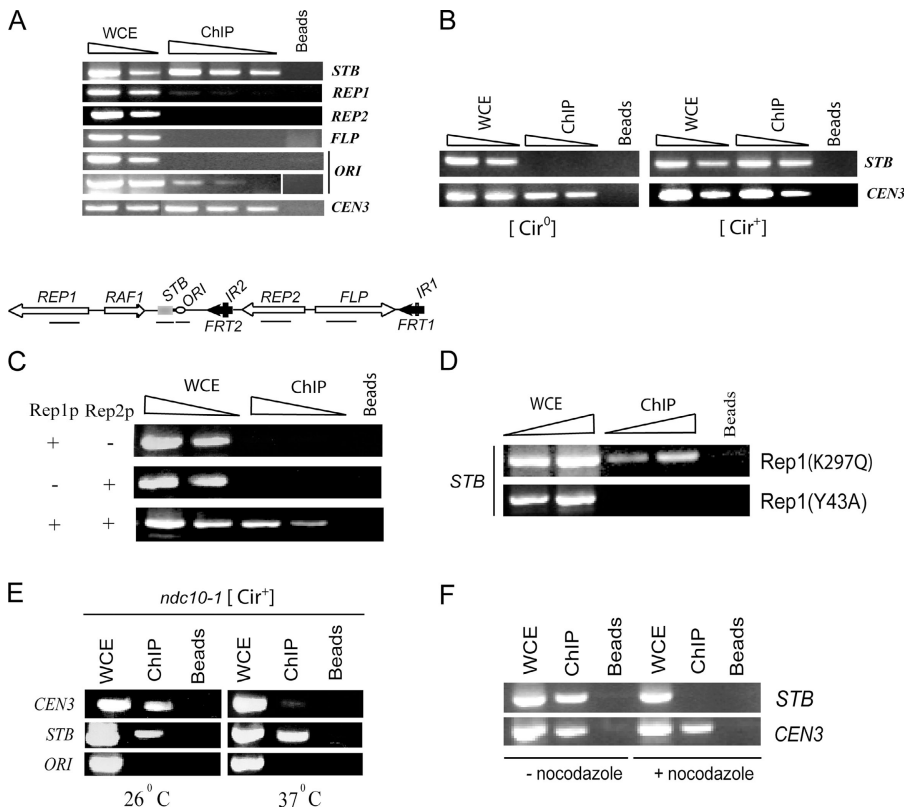 A
WCE ChIP Beads
STB
REP1
REP2
FLP
ORI
CEN3
B
WCE ChIP Beads WCE ChIP Beads
STB
CEN3
[ Cir⁰] [ Cir⁺]
REP1 RAF1 STB ORI IR2 REP2 FLP IR1
FRT2 FRT1
C
WCE ChIP Beads
Rep1p Rep2p
+ -
- +
+ +
D
WCE ChIP Beads
STB
Rep1(K297Q)
Rep1(Y43A)
E
ndc10-1 [ Cir⁺]
WCE ChIP Beads WCE ChIP Beads
CEN3
STB
ORI
26⁰ C 37⁰ C
F
WCE ChIP Beads WCE ChIP Beads
STB
CEN3
- nocodazole + nocodazole